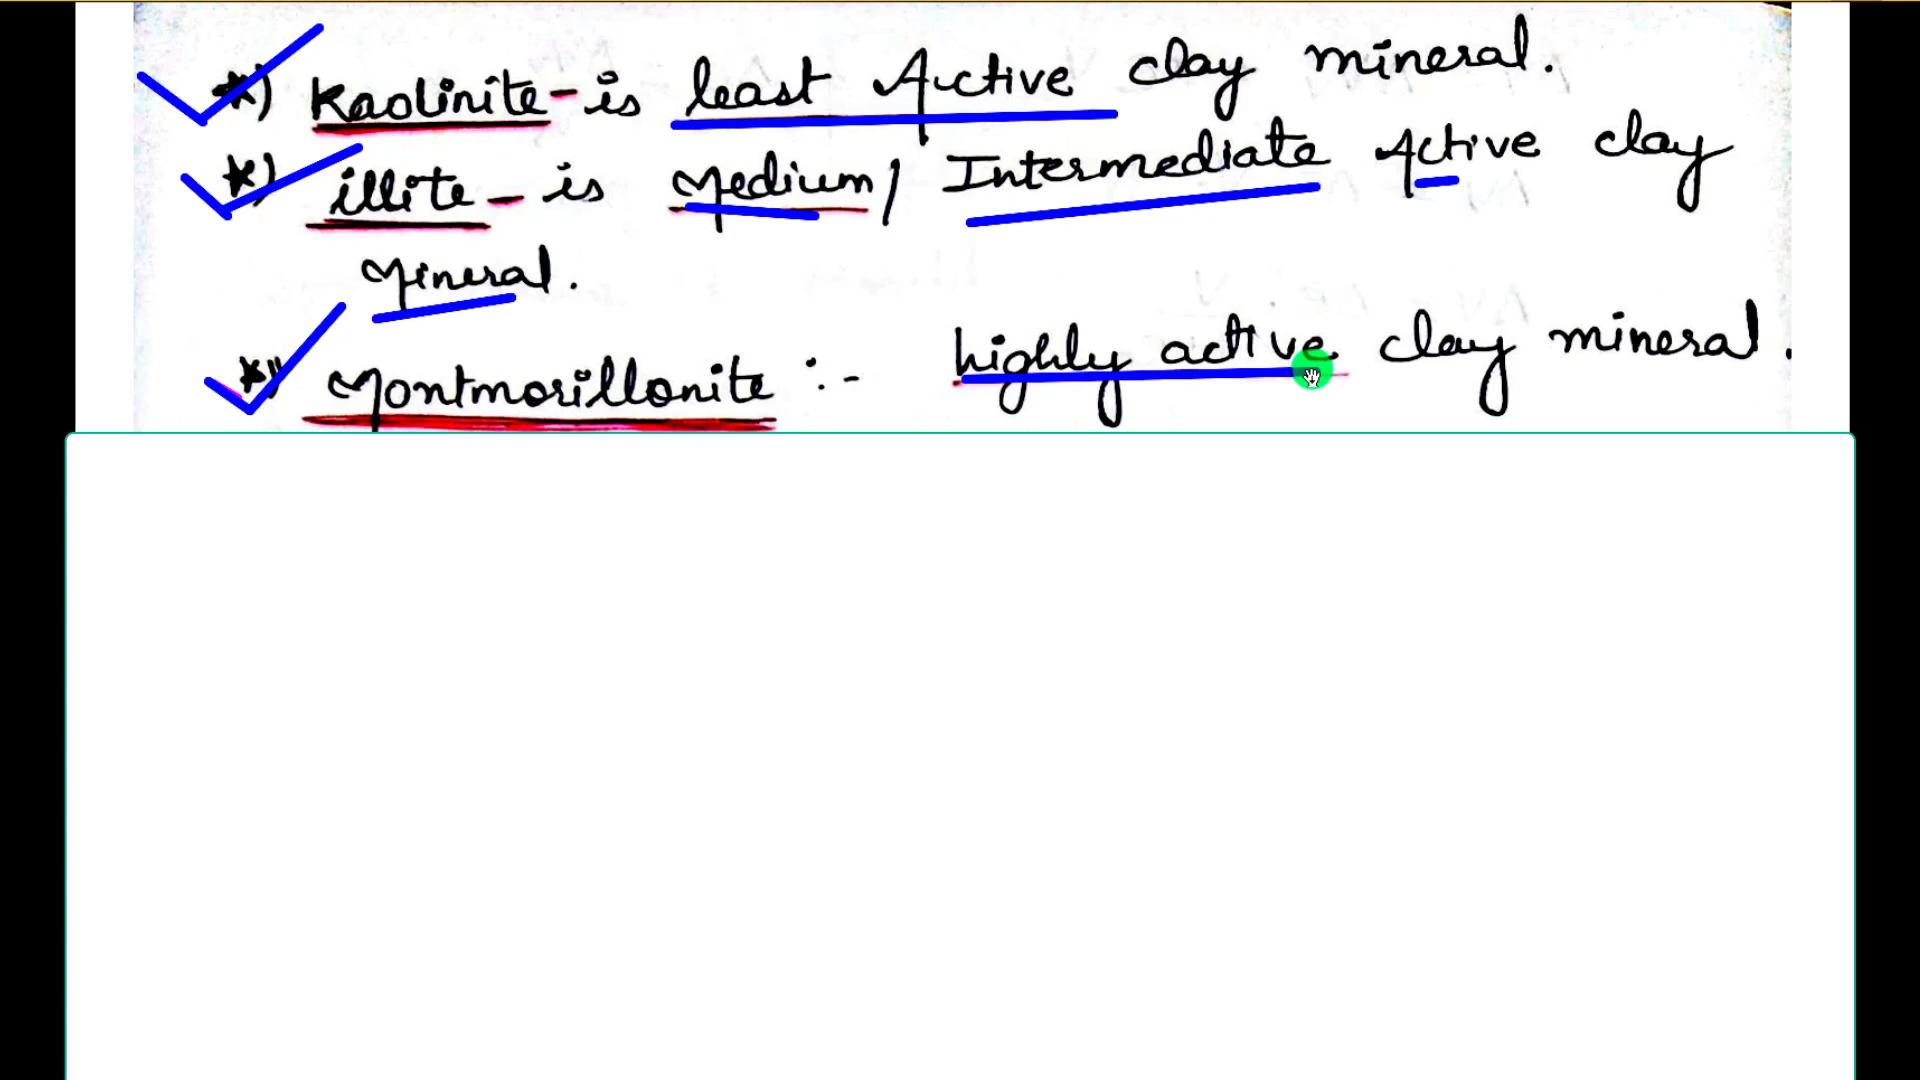 *) Kaolinite - is least Active clay mineral.
*) illite - is Medium / Intermediate Active clay
Mineral.
*) Montmorillonite :- highly active clay mineral.